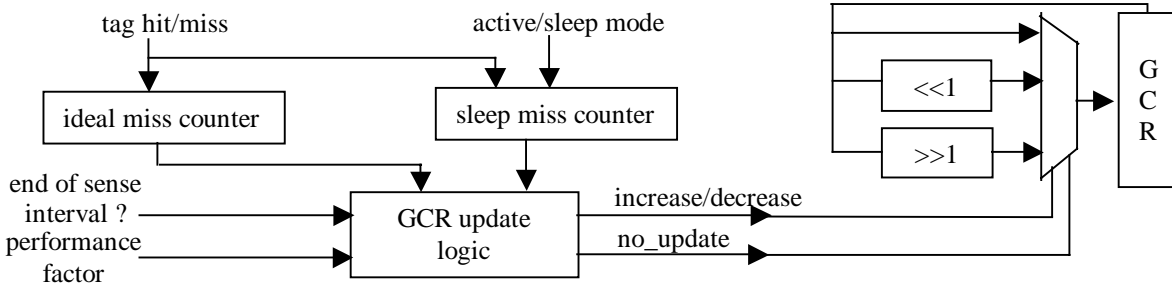 tag hit/miss
active/sleep mode
ideal miss counter
sleep miss counter
<<1
>>1
G
C
R
end of sense
interval ?
performance
factor
GCR update
logic
increase/decrease
no_update